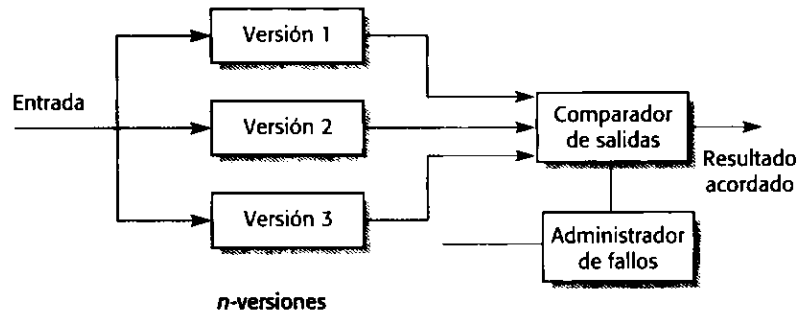 Versión 1
Entrada
Versión 2
Comparador
de salidas
Resultado
acordado
Versión 3
Administrador
de fallos
n-versiones